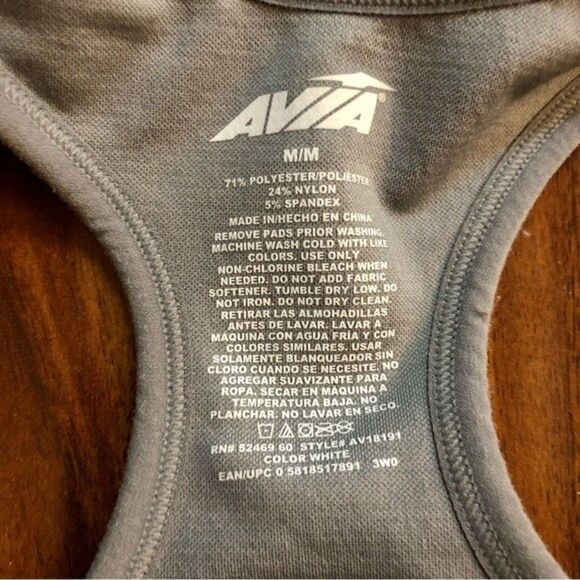 AVIA®
M/M
71% POLYESTER/POLIESTER
24% NYLON
5% SPANDEX
MADE IN/HECHO EN CHINA
REMOVE PADS PRIOR WASHING.
MACHINE WASH COLD WITH LIKE
COLORS. USE ONLY
NON-CHLORINE BLEACH WHEN
NEEDED. DO NOT ADD FABRIC
SOFTENER. TUMBLE DRY LOW. DO
NOT IRON. DO NOT DRY CLEAN.
RETIRAR LAS ALMOHADILLAS
ANTES DE LAVAR. LAVAR A
MAQUINA CON AGUA FRÍA Y CON
COLORES SIMILARES. USAR
SOLAMENTE BLANQUEADOR SIN
CLORO CUANDO SE NECESITE. NO
AGREGAR SUAVIZANTE PARA
ROPA. SECAR EN MÁQUINA A
TEMPERATURA BAJA. NO
PLANCHAR. NO LAVAR EN SECO.
RN# 52469 60 STYLE# AV18191
COLOR WHITE
EAN/UPC 0 5818517891 3W0